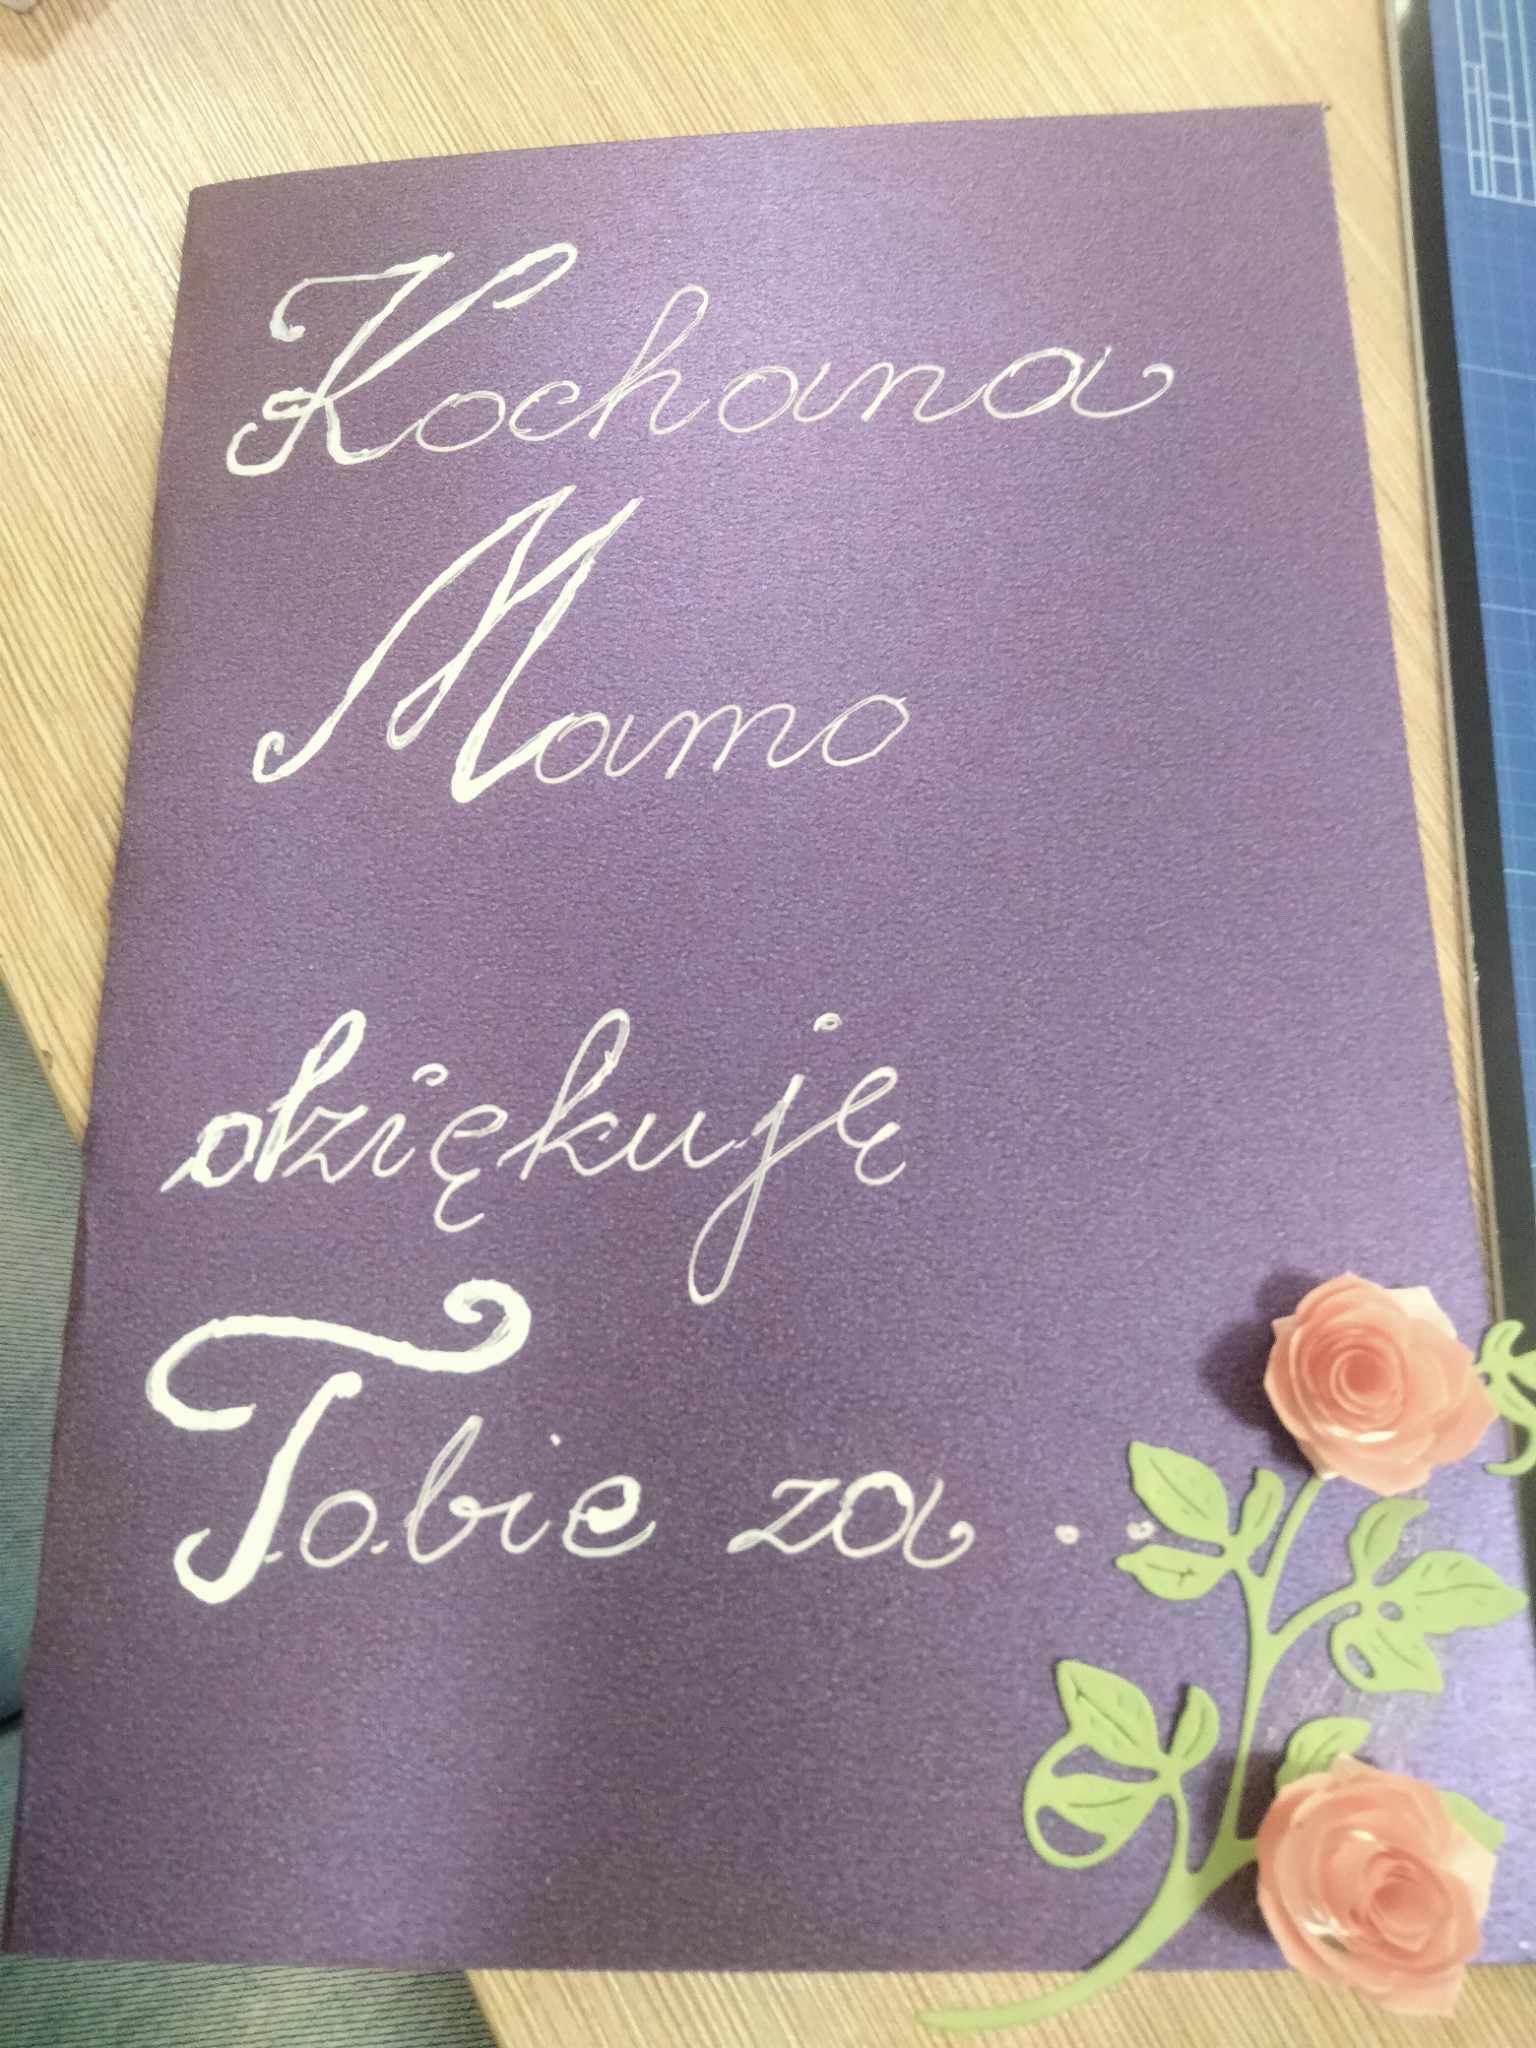 Kochana
Mamo
dziękuję
Tobie za ..